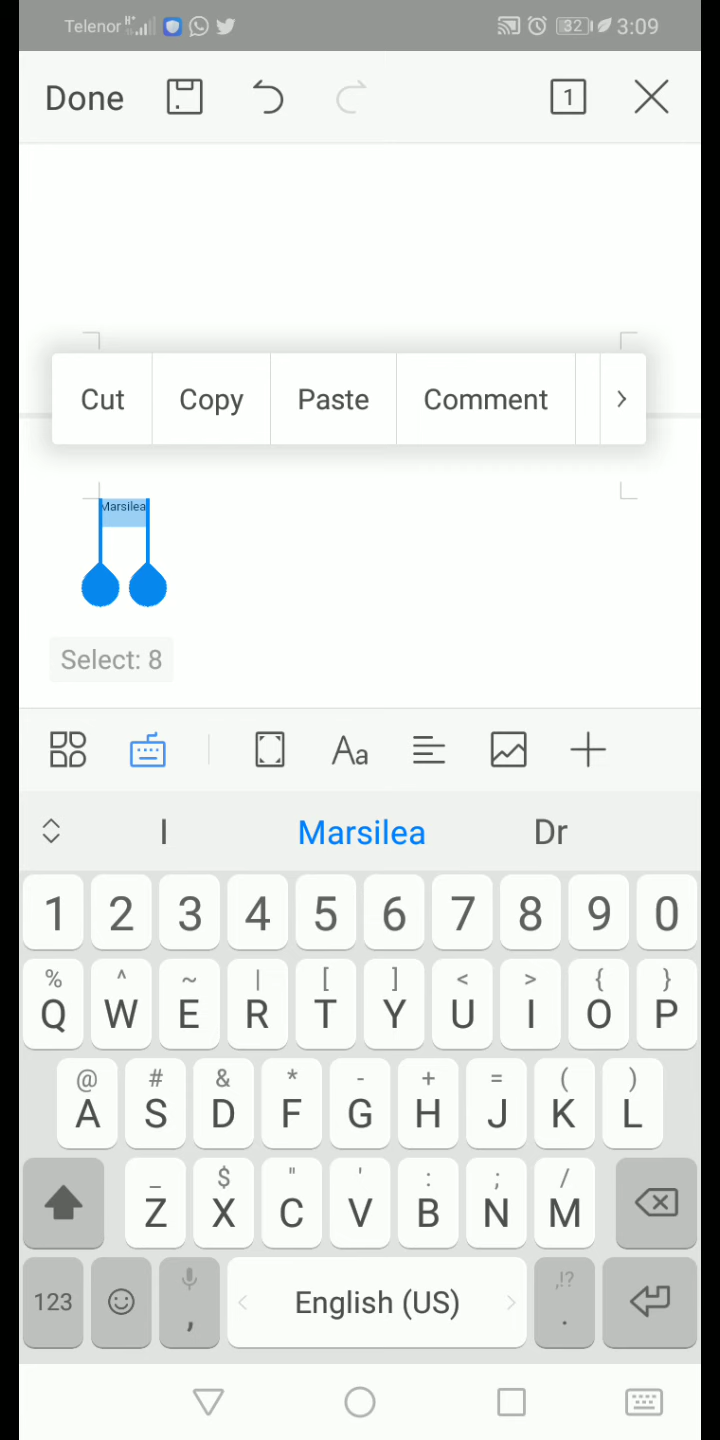 Telenor H+ 32 3:09
Done 1
Cut Copy Paste Comment
Marsilea
Select: 8
Aa
I Marsilea Dr
1 2 3 4 5 6 7 8 9 0
% ^ ~ | [ ] < > { }
Q W E R T Y U I O P
@ # & * - + = ( )
A S D F G H J K L
_ $ " ' : ; /
Z X C V B N M
123 , English (US) ,!? .